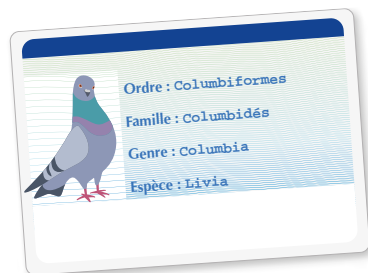 Ordre : Columbiformes
Famille : Columbidés
Genre : Columbia
Espèce : Livia